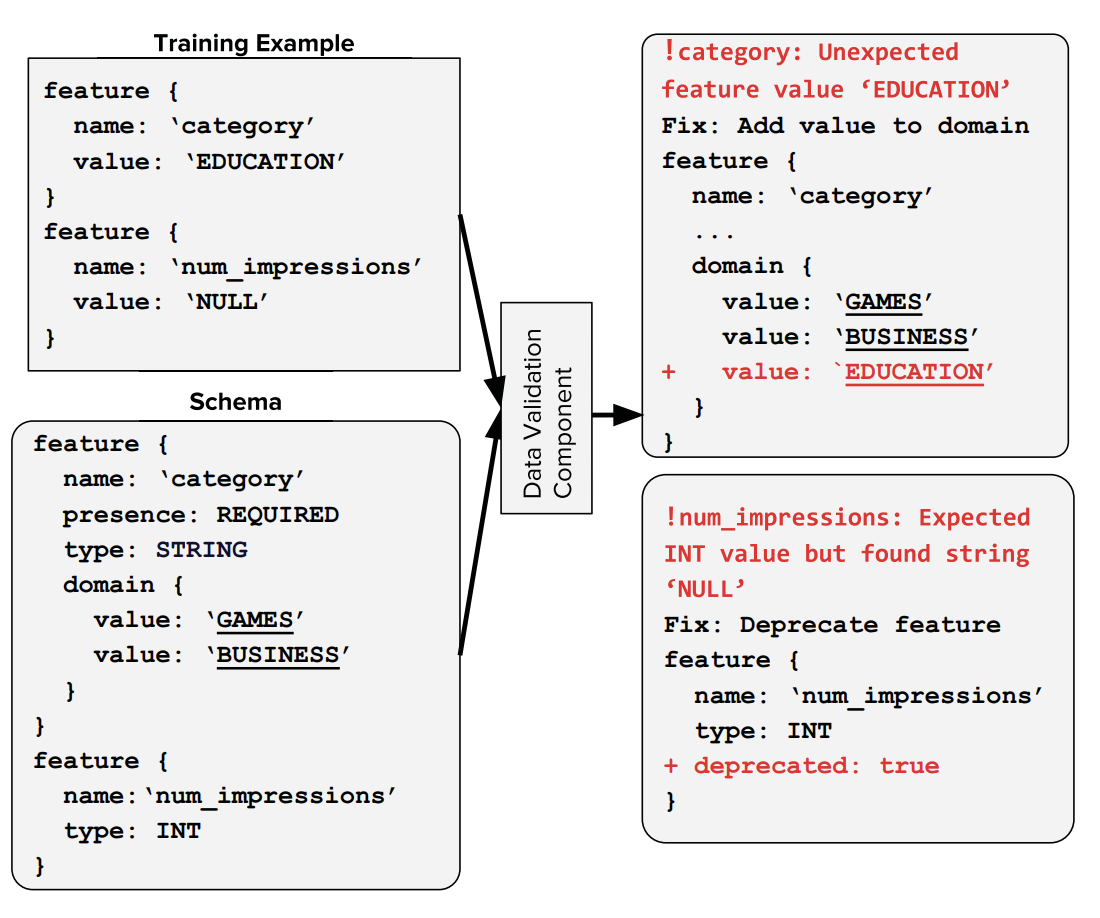 Training Example
feature {
  name: ‘category’
  value: ‘EDUCATION’
}
feature {
  name: ‘num_impressions’
  value: ‘NULL’
}
Schema
feature {
  name: ‘category’
  presence: REQUIRED
  type: STRING
  domain {
    value: ‘GAMES’
    value: ‘BUSINESS’
  }
}
feature {
  name:‘num_impressions’
  type: INT
}
Data Validation
Component
!category: Unexpected
feature value ‘EDUCATION’
Fix: Add value to domain
feature {
  name: ‘category’
  ...
  domain {
    value: ‘GAMES’
    value: ‘BUSINESS’
+   value: `EDUCATION’
  }
}
!num_impressions: Expected
INT value but found string
‘NULL’
Fix: Deprecate feature
feature {
  name: ‘num_impressions’
  type: INT
+ deprecated: true
}